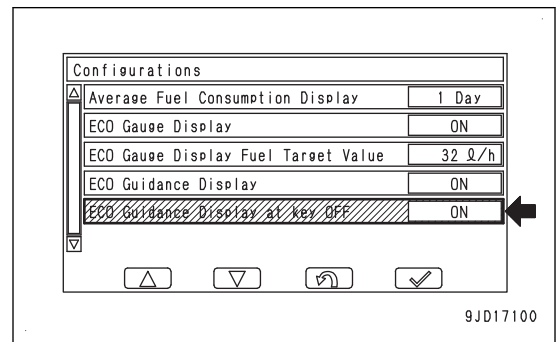 Configurations
Average Fuel Consumption Display 1 Day
ECO Gauge Display ON
ECO Gauge Display Fuel Target Value 32 ℓ/h
ECO Guidance Display ON
ECO Guidance Display at key OFF ON
9JD17100